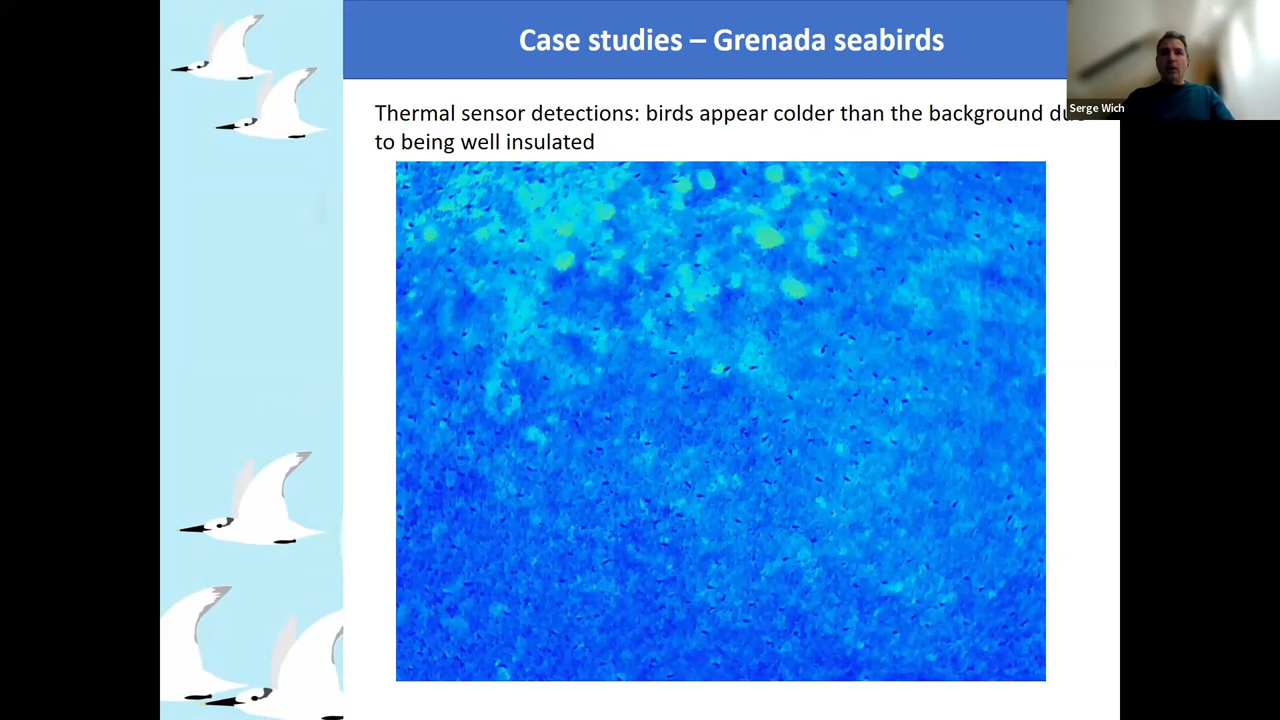 Case studies – Grenada seabirds
Serge Wich
Thermal sensor detections: birds appear colder than the background due
to being well insulated